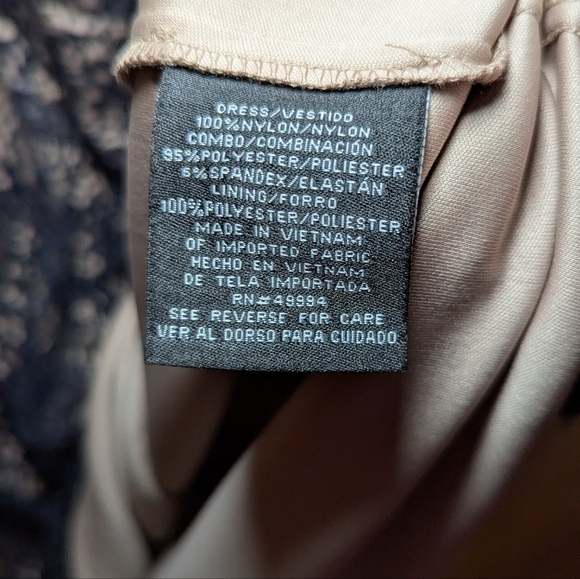 DRESS/VESTIDO
100%NYLON/NYLON
COMBO/COMBINACIÓN
95%POLYESTER/POLIESTER
5%SPANDEX/ELASTÁN
LINING/FORRO
100%POLYESTER/POLIESTER
MADE IN VIETNAM
OF IMPORTED FABRIC
HECHO EN VIETNAM
DE TELA IMPORTADA
RN#49994
SEE REVERSE FOR CARE
VER AL DORSO PARA CUIDADO